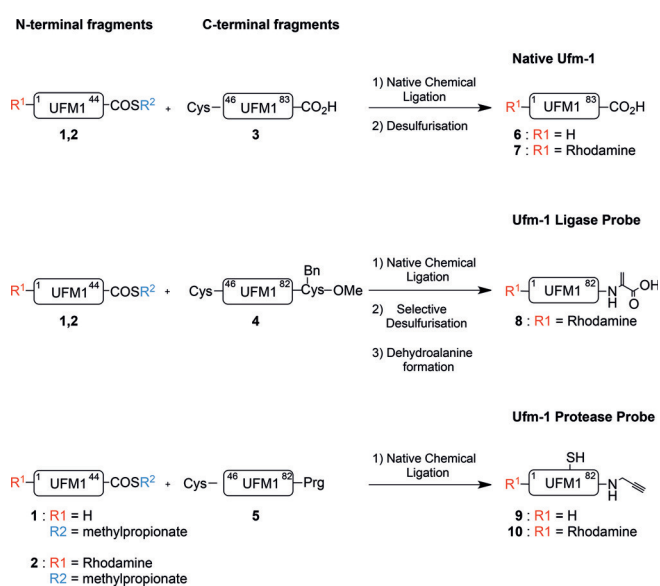 N-terminal fragments
C-terminal fragments
Native Ufm-1
R¹ 1 UFM1 44 COSR² + Cys 46 UFM1 83 CO₂H
1,2
3
1) Native Chemical
Ligation
2) Desulfurisation
R¹ 1 UFM1 83 CO₂H
6 : R1 = H
7 : R1 = Rhodamine
Ufm-1 Ligase Probe
R¹ 1 UFM1 44 COSR² + Cys 46 UFM1 82 Bn Cys OMe
1,2
4
1) Native Chemical
Ligation
2) Selective
Desulfurisation
3) Dehydroalanine
formation
R¹ 1 UFM1 82 N H O OH
8 : R1 = Rhodamine
Ufm-1 Protease Probe
R¹ 1 UFM1 44 COSR² + Cys 46 UFM1 82 Prg
1 : R1 = H
R2 = methylpropionate
2 : R1 = Rhodamine
R2 = methylpropionate
5
1) Native Chemical
Ligation
SH
R¹ 1 UFM1 82 N H
9 : R1 = H
10 : R1 = Rhodamine